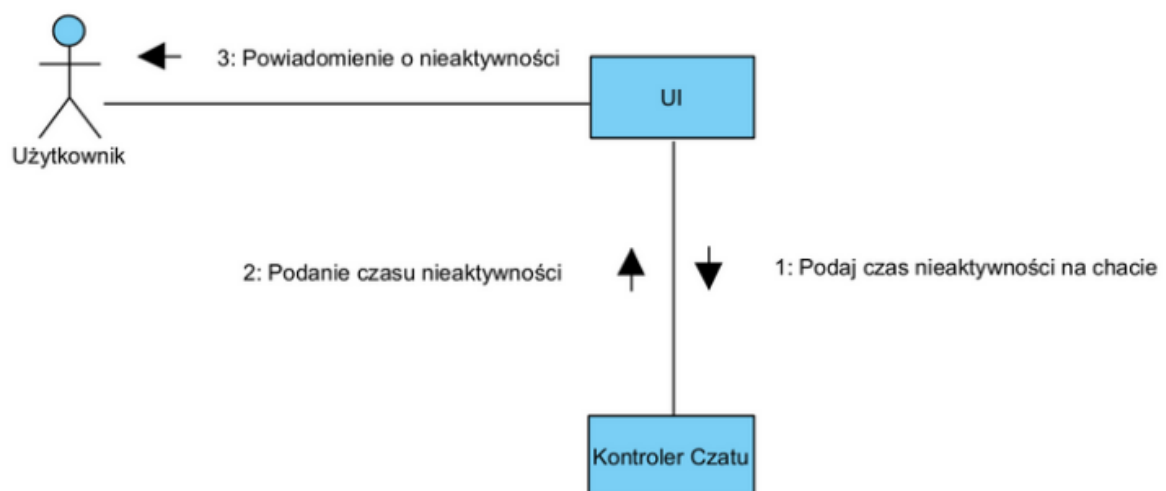 3: Powiadomienie o nieaktywności
UI
Użytkownik
2: Podanie czasu nieaktywności
1: Podaj czas nieaktywności na chacie
Kontroler Czatu